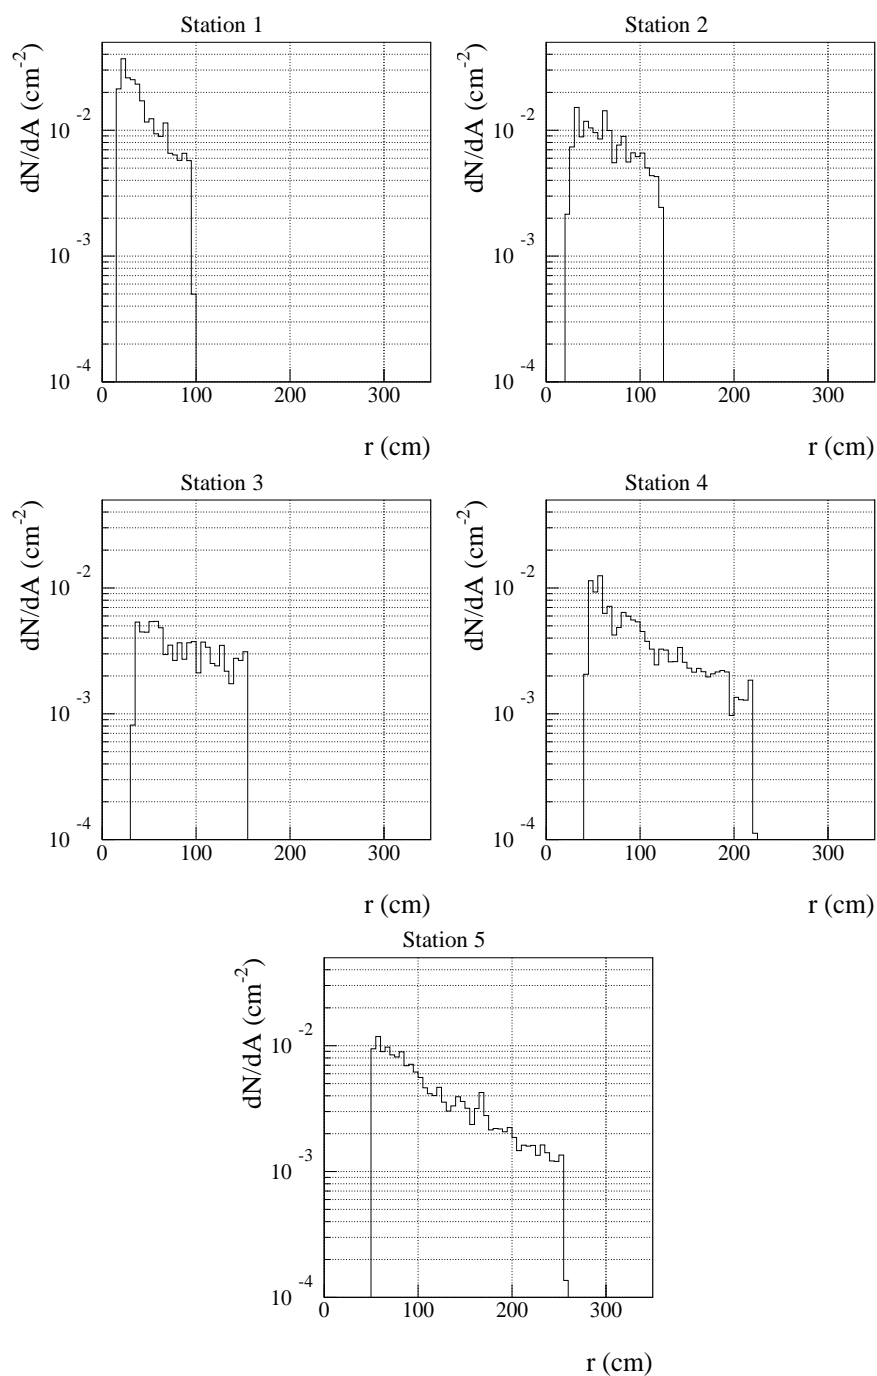 Station 1
dN/dA (cm⁻²)
10⁻²
10⁻³
10⁻⁴
0 100 200 300
r (cm)
Station 2
dN/dA (cm⁻²)
10⁻²
10⁻³
10⁻⁴
0 100 200 300
r (cm)
Station 3
dN/dA (cm⁻²)
10⁻²
10⁻³
10⁻⁴
0 100 200 300
r (cm)
Station 4
dN/dA (cm⁻²)
10⁻²
10⁻³
10⁻⁴
0 100 200 300
r (cm)
Station 5
dN/dA (cm⁻²)
10⁻²
10⁻³
10⁻⁴
0 100 200 300
r (cm)